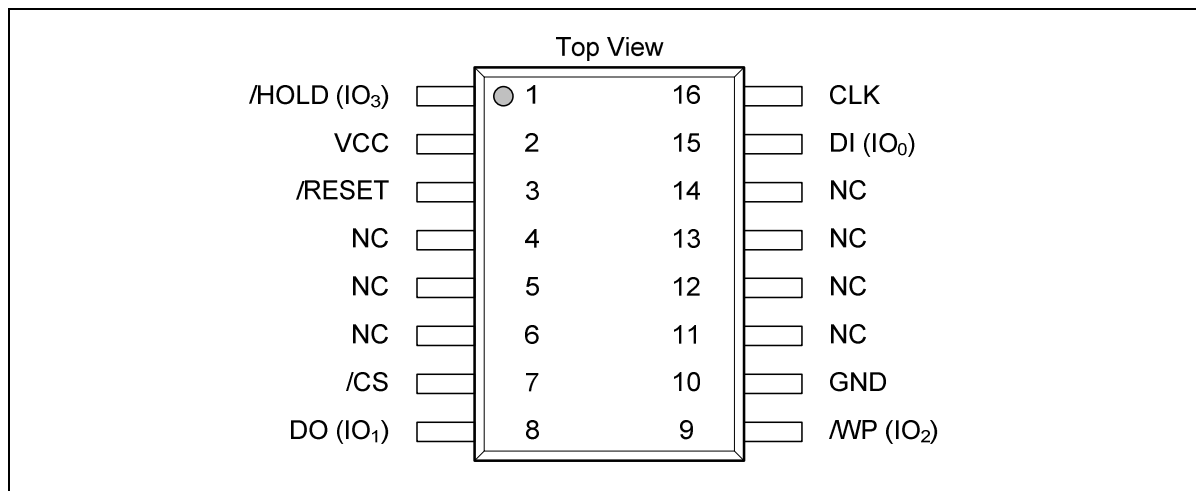 Top View
/HOLD (IO₃) 1 16 CLK
VCC 2 15 DI (IO₀)
/RESET 3 14 NC
NC 4 13 NC
NC 5 12 NC
NC 6 11 NC
/CS 7 10 GND
DO (IO₁) 8 9 /WP (IO₂)